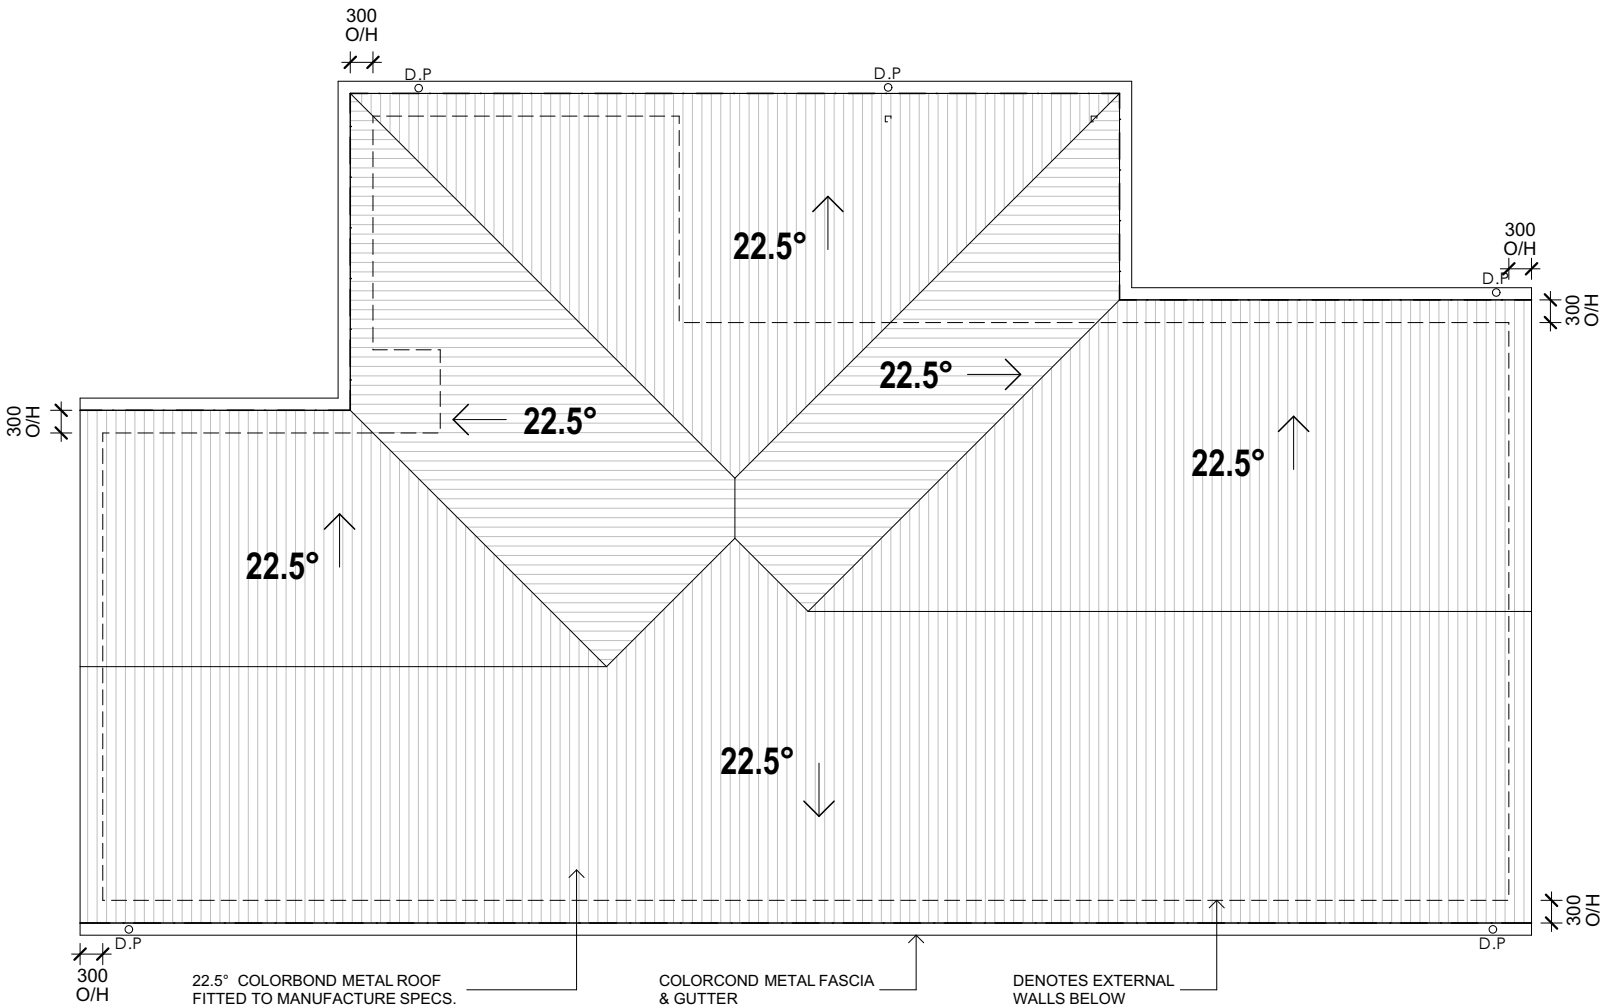 300
O/H
D.P
D.P
22.5°
300
O/H
D.P
300
O/H
22.5°
300
O/H
22.5°
22.5°
22.5°
22.5°
300
O/H
D.P
D.P
300
O/H
22.5° COLORBOND METAL ROOF
FITTED TO MANUFACTURE SPECS.
COLORCOND METAL FASCIA
& GUTTER
DENOTES EXTERNAL
WALLS BELOW